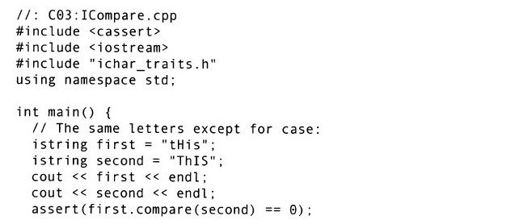 //: C03:ICompare.cpp
#include <cassert>
#include <iostream>
#include "ichar_traits.h"
using namespace std;
int main() {
// The same letters except for case:
istring first = "tHis";
istring second = "ThIS";
cout << first << endl;
cout << second << endl;
assert(first.compare(second) == 0);